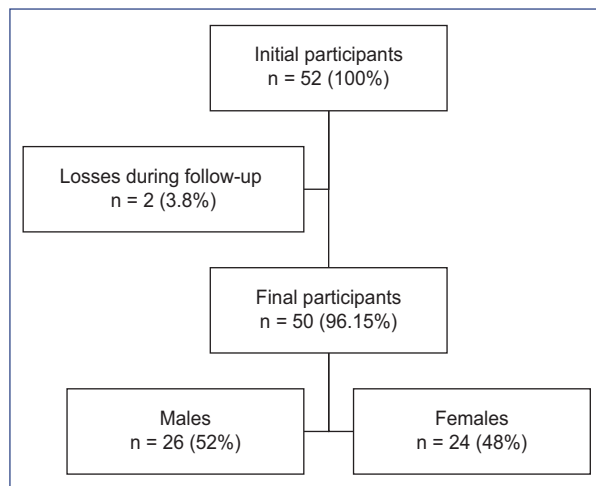 Initial participants
n = 52 (100%)
Losses during follow-up
n = 2 (3.8%)
Final participants
n = 50 (96.15%)
Males
n = 26 (52%)
Females
n = 24 (48%)